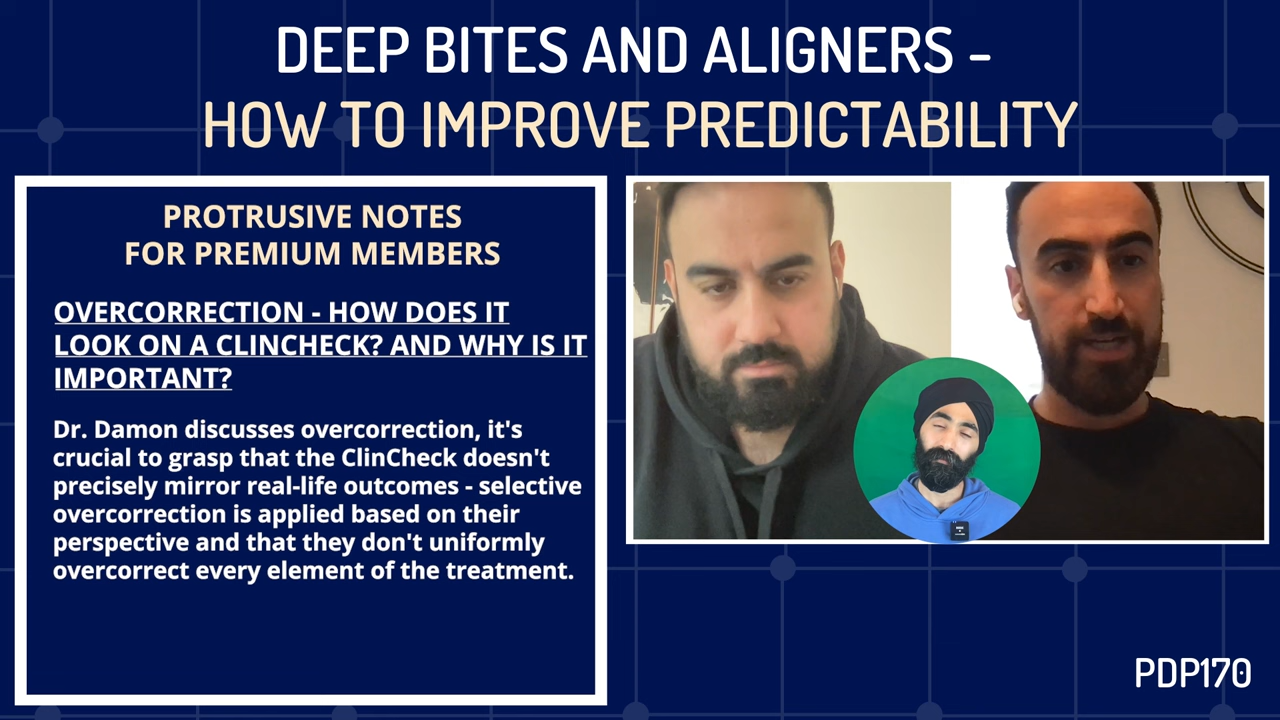 DEEP BITES AND ALIGNERS -
HOW TO IMPROVE PREDICTABILITY
PROTRUSIVE NOTES
FOR PREMIUM MEMBERS
OVERCORRECTION - HOW DOES IT
LOOK ON A CLINCHECK? AND WHY IS IT
IMPORTANT?
Dr. Damon discusses overcorrection, it's
crucial to grasp that the ClinCheck doesn't
precisely mirror real-life outcomes - selective
overcorrection is applied based on their
perspective and that they don't uniformly
overcorrect every element of the treatment.
PDP170